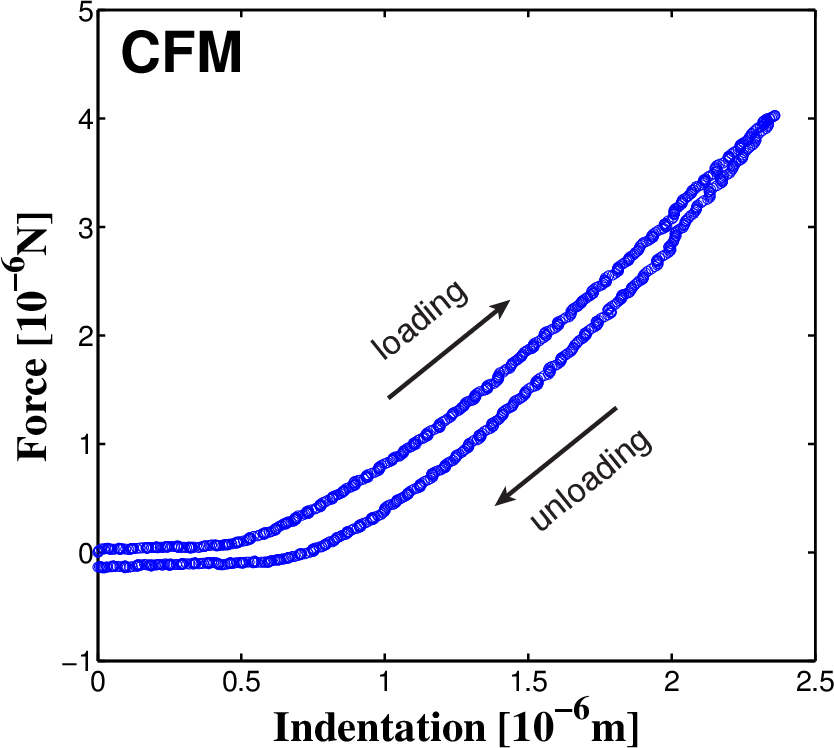 CFM
5
4
3
2
1
0
−1
Force [10⁻⁶N]
loading
unloading
0 0.5 1 1.5 2 2.5
Indentation [10⁻⁶m]